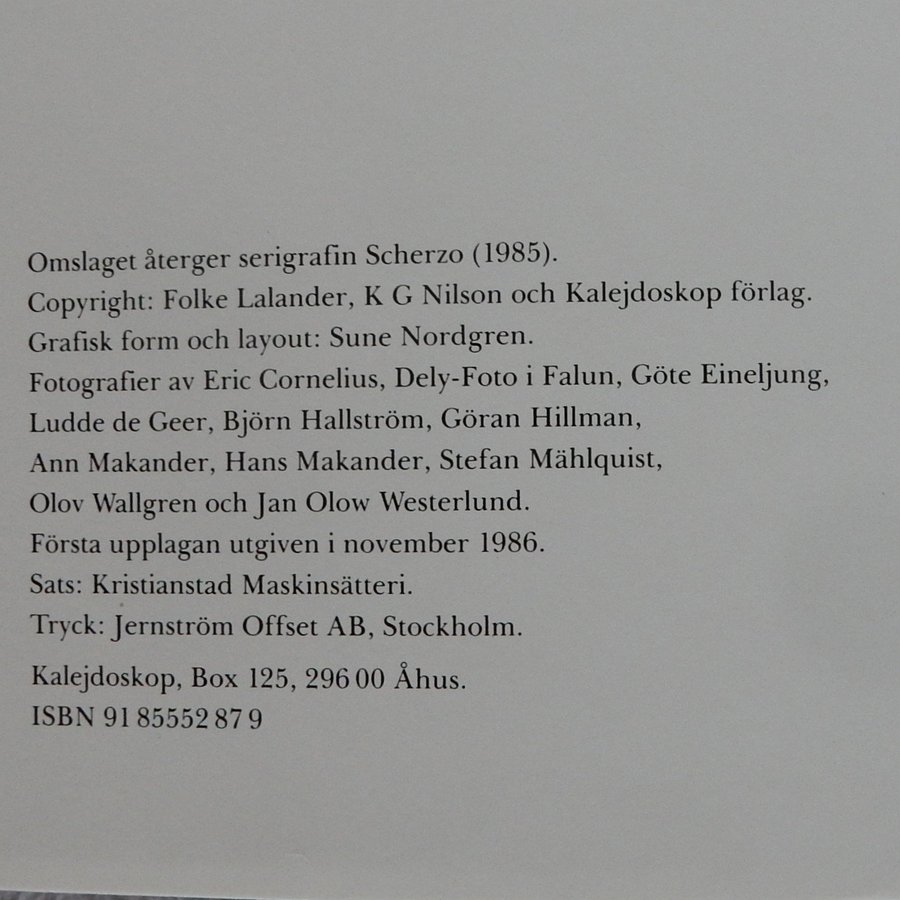 Omslaget återger serigrafin Scherzo (1985).
Copyright: Folke Lalander, K G Nilson och Kalejdoskop förlag.
Grafisk form och layout: Sune Nordgren.
Fotografier av Eric Cornelius, Dely-Foto i Falun, Göte Eineljung,
Ludde de Geer, Björn Hallström, Göran Hillman,
Ann Makander, Hans Makander, Stefan Mählquist,
Olov Wallgren och Jan Olow Westerlund.
Första upplagan utgiven i november 1986.
Sats: Kristianstad Maskinsätteri.
Tryck: Jernström Offset AB, Stockholm.
Kalejdoskop, Box 125, 296 00 Åhus.
ISBN 91 85552 87 9